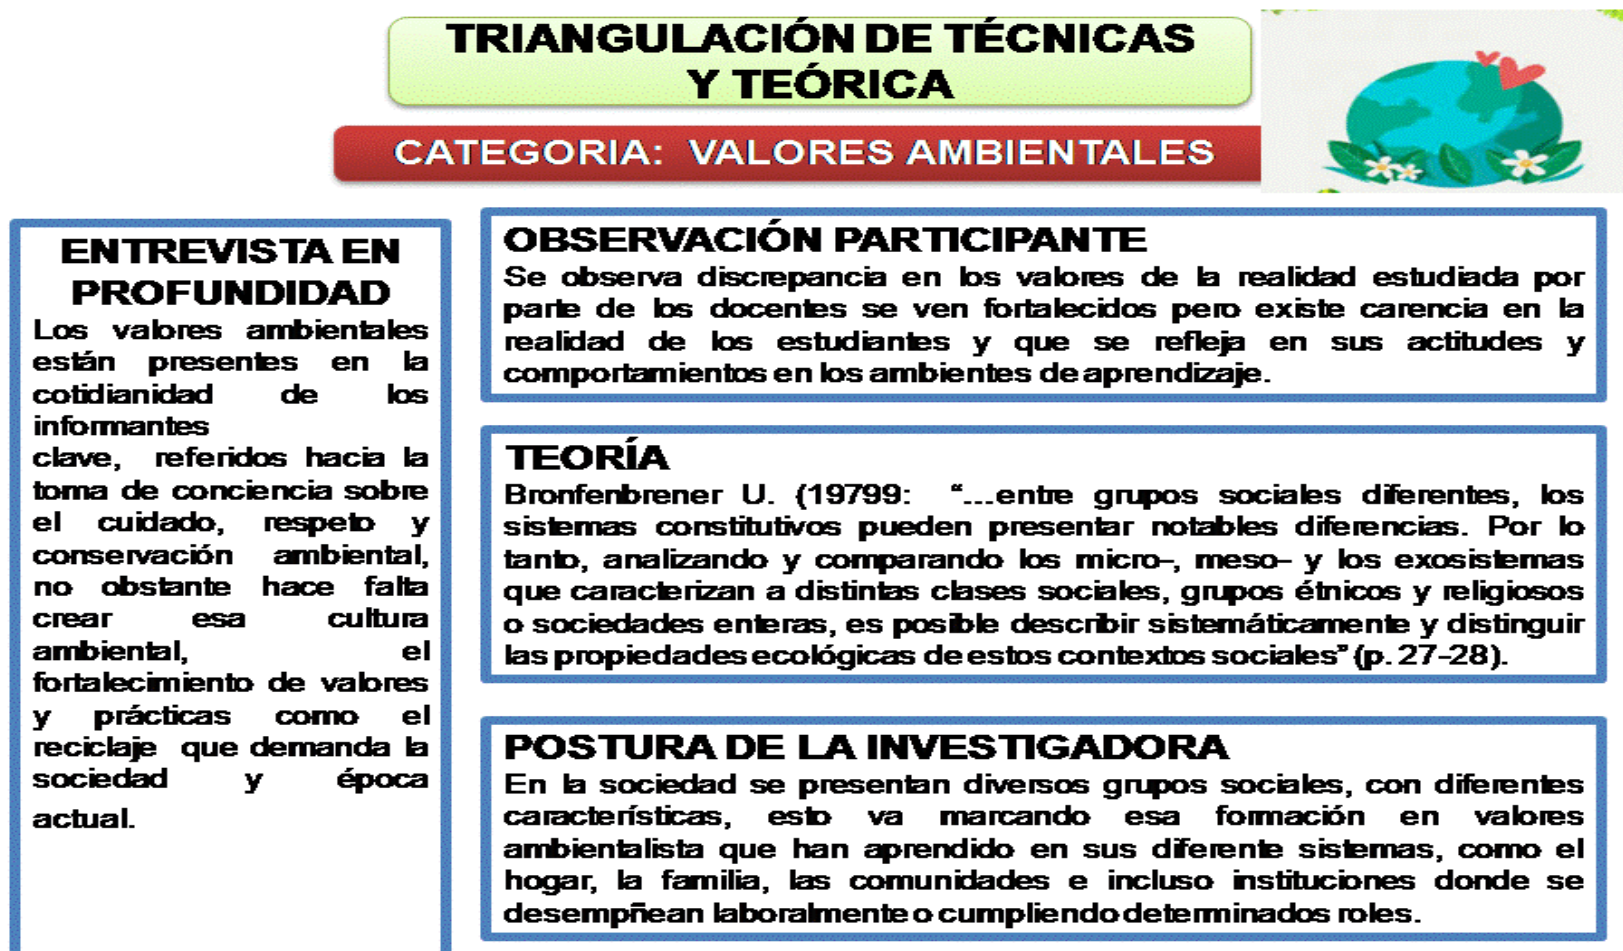 TRIANGULACIÓN DE TÉCNICAS
Y TEÓRICA
CATEGORIA: VALORES AMBIENTALES
ENTREVISTA EN
PROFUNDIDAD
Los valores ambientales
están presentes en la
cotidianidad de los
informantes
clave, referidos hacia la
toma de conciencia sobre
el cuidado, respeto y
conservación ambiental,
no obstante hace falta
crear esa cultura
ambiental, el
fortalecimiento de valores
y prácticas como el
reciclaje que demanda la
sociedad y época
actual.
OBSERVACIÓN PARTICIPANTE
Se observa discrepancia en los valores de la realidad estudiada por
parte de los docentes se ven fortalecidos pero existe carencia en la
realidad de los estudiantes y que se refleja en sus actitudes y
comportamientos en los ambientes de aprendizaje.
TEORÍA
Bronfenbrener U. (19799: “...entre grupos sociales diferentes, los
sistemas constitutivos pueden presentar notables diferencias. Por lo
tanto, analizando y comparando los micro-, meso- y los exosistemas
que caracterizan a distintas clases sociales, grupos étnicos y religiosos
o sociedades enteras, es posible describir sistemáticamente y distinguir
las propiedades ecológicas de estos contextos sociales” (p. 27-28).
POSTURA DE LA INVESTIGADORA
En la sociedad se presentan diversos grupos sociales, con diferentes
características, esto va marcando esa formación en valores
ambientalista que han aprendido en sus diferente sistemas, como el
hogar, la familia, las comunidades e incluso instituciones donde se
desempñean laboralmente o cumpliendo determinados roles.